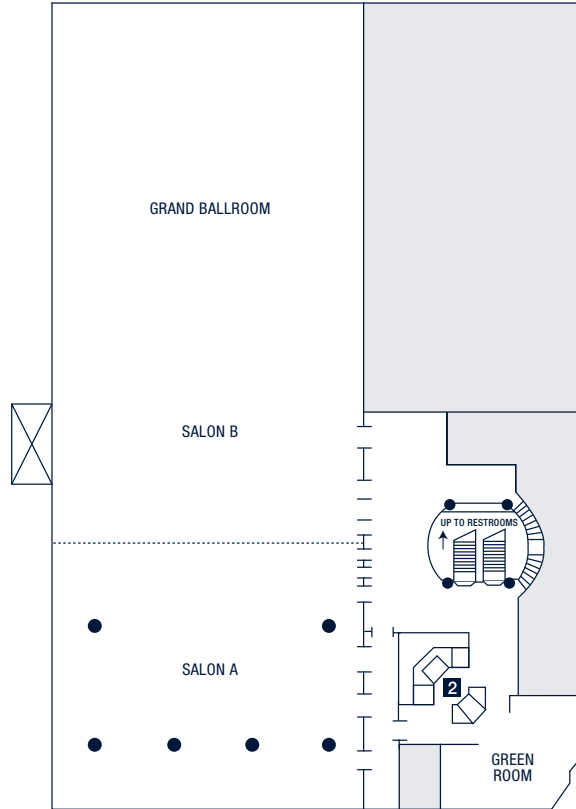 GRAND BALLROOM
SALON B
UP TO RESTROOMS
SALON A
2
GREEN
ROOM